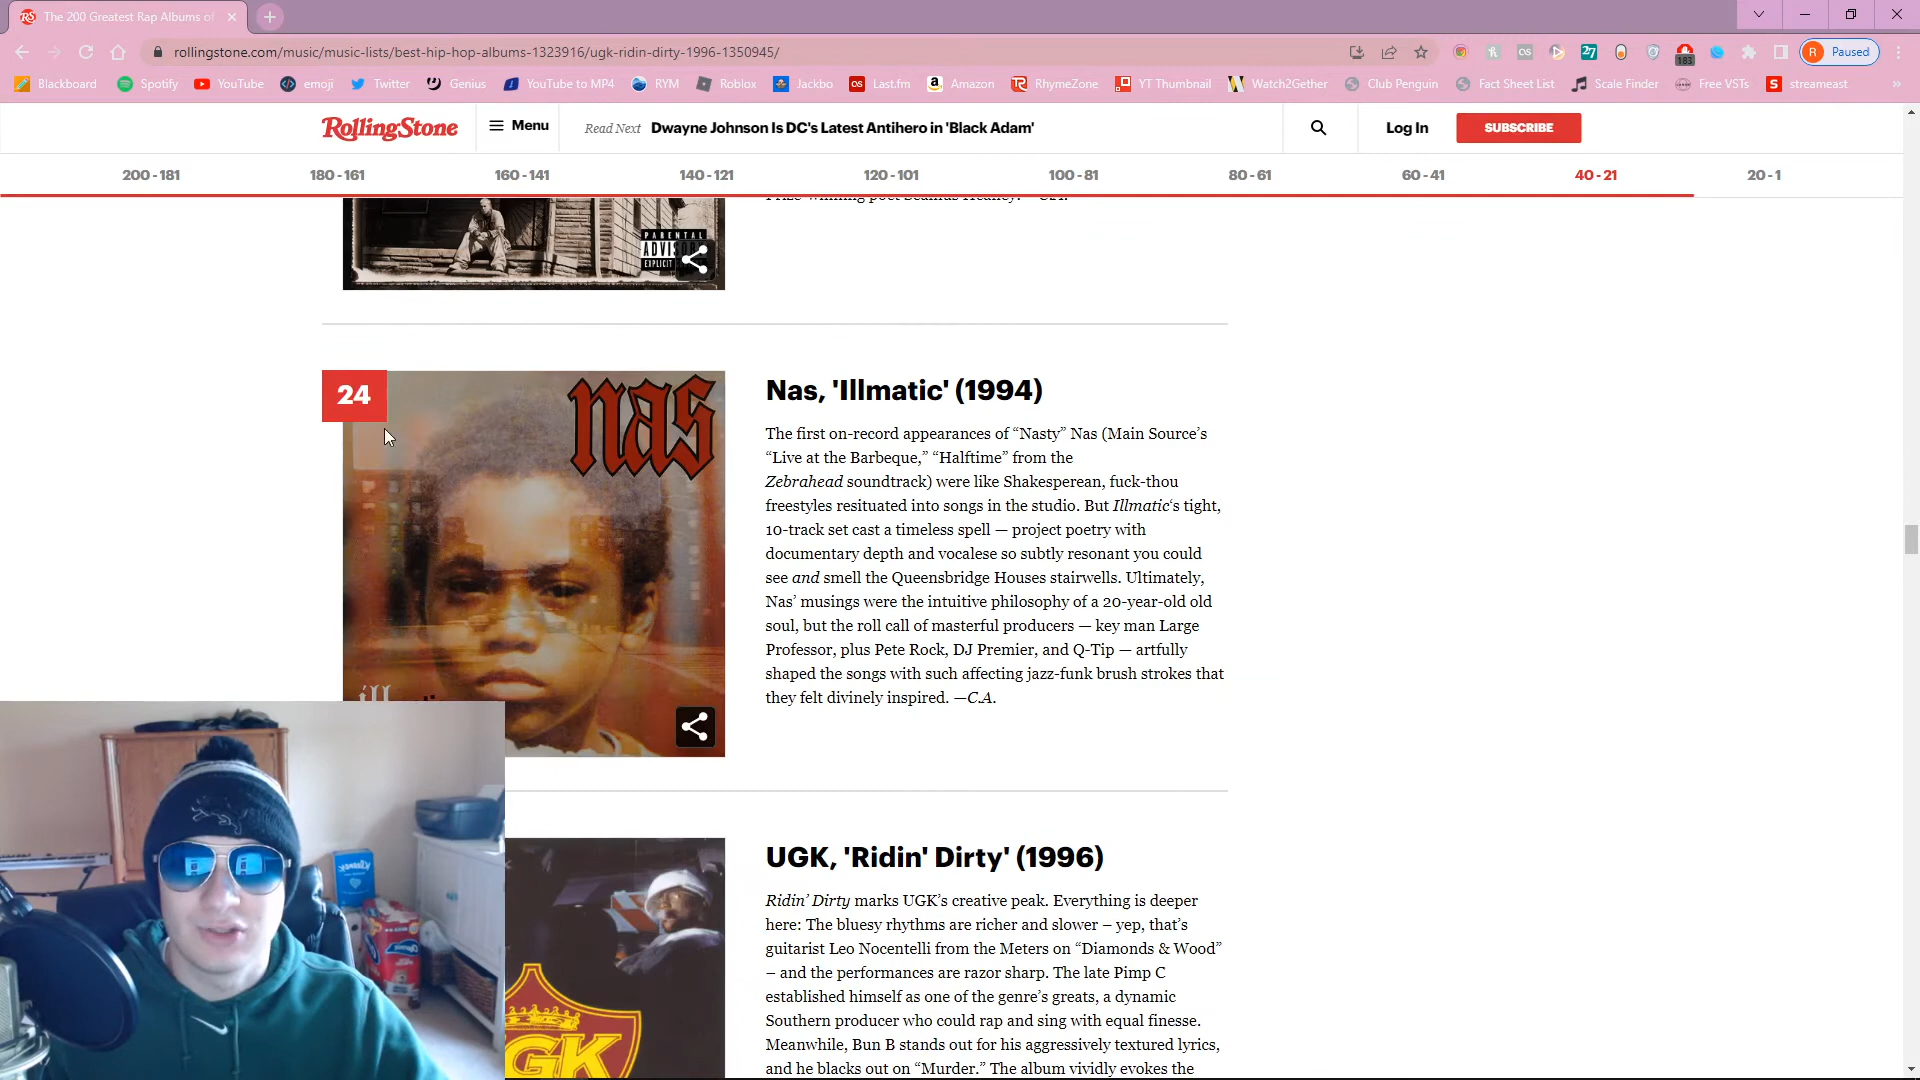 The 200 Greatest Rap Albums of
rollingstone.com/music/music-lists/best-hip-hop-albums-1323916/ugk-ridin-dirty-1996-1350945/
27
183
R Paused
Blackboard Spotify YouTube emoji Twitter Genius YouTube to MP4 RYM Roblox Jackbo Last.fm Amazon RhymeZone YT Thumbnail Watch2Gether Club Penguin Fact Sheet List Scale Finder Free VSTs streameast »
RollingStone Menu Read Next Dwayne Johnson Is DC's Latest Antihero in 'Black Adam' Log In SUBSCRIBE
200 - 181 180 - 161 160 - 141 140 - 121 120 - 101 100 - 81 80 - 61 60 - 41 40 - 21 20 - 1
PARENTAL
EXPLICIT
24
nas
Nas, 'Illmatic' (1994)
The first on-record appearances of “Nasty” Nas (Main Source’s
“Live at the Barbeque,” “Halftime” from the
Zebrahead soundtrack) were like Shakesperean, fuck-thou
freestyles resituated into songs in the studio. But Illmatic‘s tight,
10-track set cast a timeless spell — project poetry with
documentary depth and vocalese so subtly resonant you could
see and smell the Queensbridge Houses stairwells. Ultimately,
Nas’ musings were the intuitive philosophy of a 20-year-old old
soul, but the roll call of masterful producers — key man Large
Professor, plus Pete Rock, DJ Premier, and Q-Tip — artfully
shaped the songs with such affecting jazz-funk brush strokes that
they felt divinely inspired. —C.A.
UGK, 'Ridin' Dirty' (1996)
Ridin’ Dirty marks UGK’s creative peak. Everything is deeper
here: The bluesy rhythms are richer and slower – yep, that’s
guitarist Leo Nocentelli from the Meters on “Diamonds & Wood”
– and the performances are razor sharp. The late Pimp C
established himself as one of the genre’s greats, a dynamic
Southern producer who could rap and sing with equal finesse.
Meanwhile, Bun B stands out for his aggressively textured lyrics,
and he blacks out on “Murder.” The album vividly evokes the